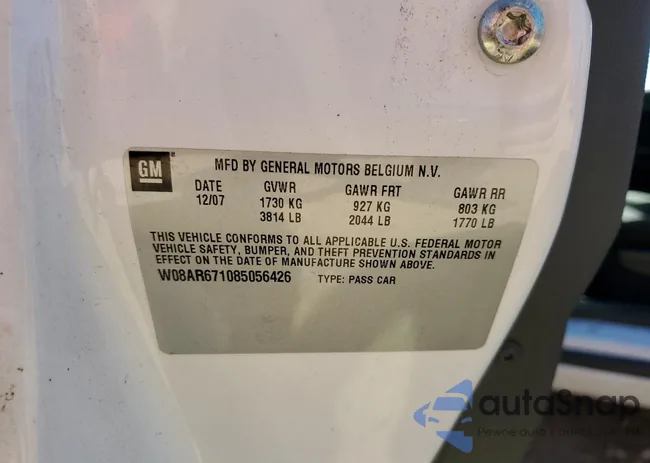 GM
MFD BY GENERAL MOTORS BELGIUM N.V.
DATE GVWR GAWR FRT GAWR RR
12/07 1730 KG 927 KG 803 KG
3814 LB 2044 LB 1770 LB
THIS VEHICLE CONFORMS TO ALL APPLICABLE U.S. FEDERAL MOTOR
VEHICLE SAFETY, BUMPER, AND THEFT PREVENTION STANDARDS IN
EFFECT ON THE DATE OF MANUFACTURE SHOWN ABOVE.
W08AR671085056426 TYPE: PASS CAR
autoSnap
Pewne auta